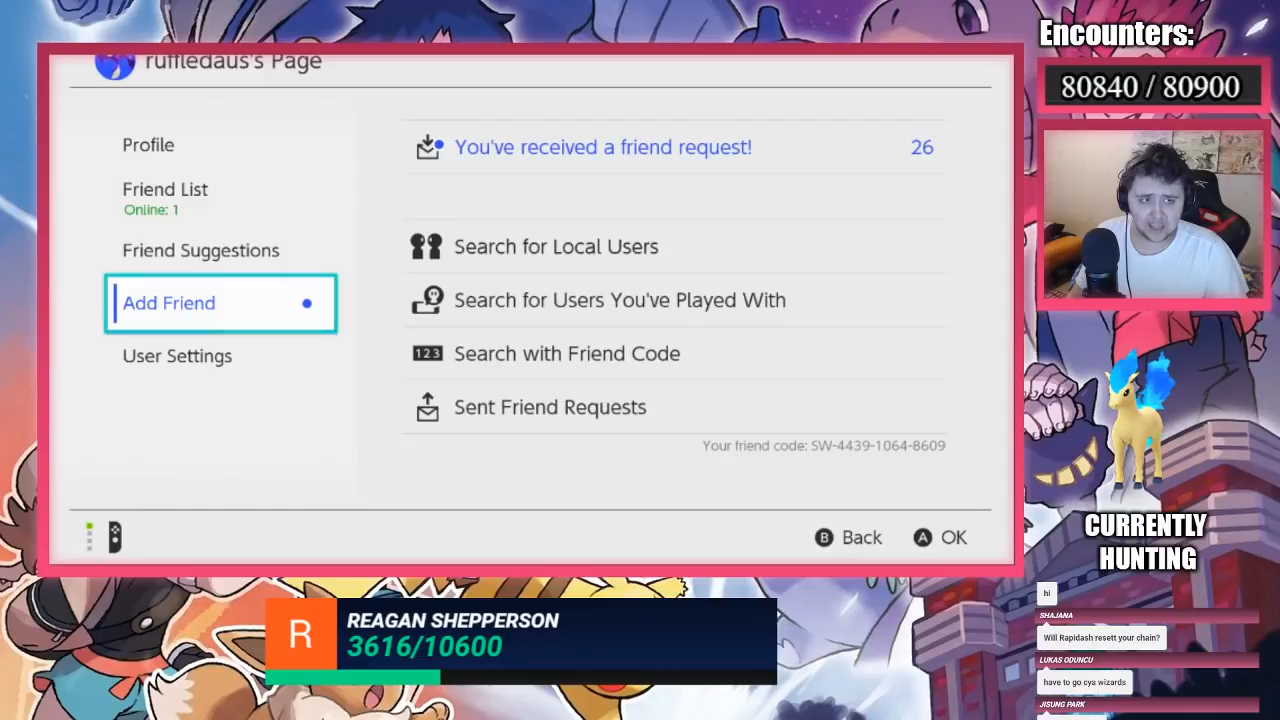 ruffledaus's Page
Profile
Friend List
Online: 1
Friend Suggestions
Add Friend
User Settings
You've received a friend request! 26
Search for Local Users
Search for Users You've Played With
123 Search with Friend Code
Sent Friend Requests
Your friend code: SW-4439-1064-8609
B Back A OK
Encounters:
80840 / 80900
CURRENTLY
HUNTING
hi
SHAJANA
Will Rapidash resett your chain?
LUKAS ODUNCU
have to go cya wizards
JISUNG PARK
R
REAGAN SHEPPERSON
3616/10600